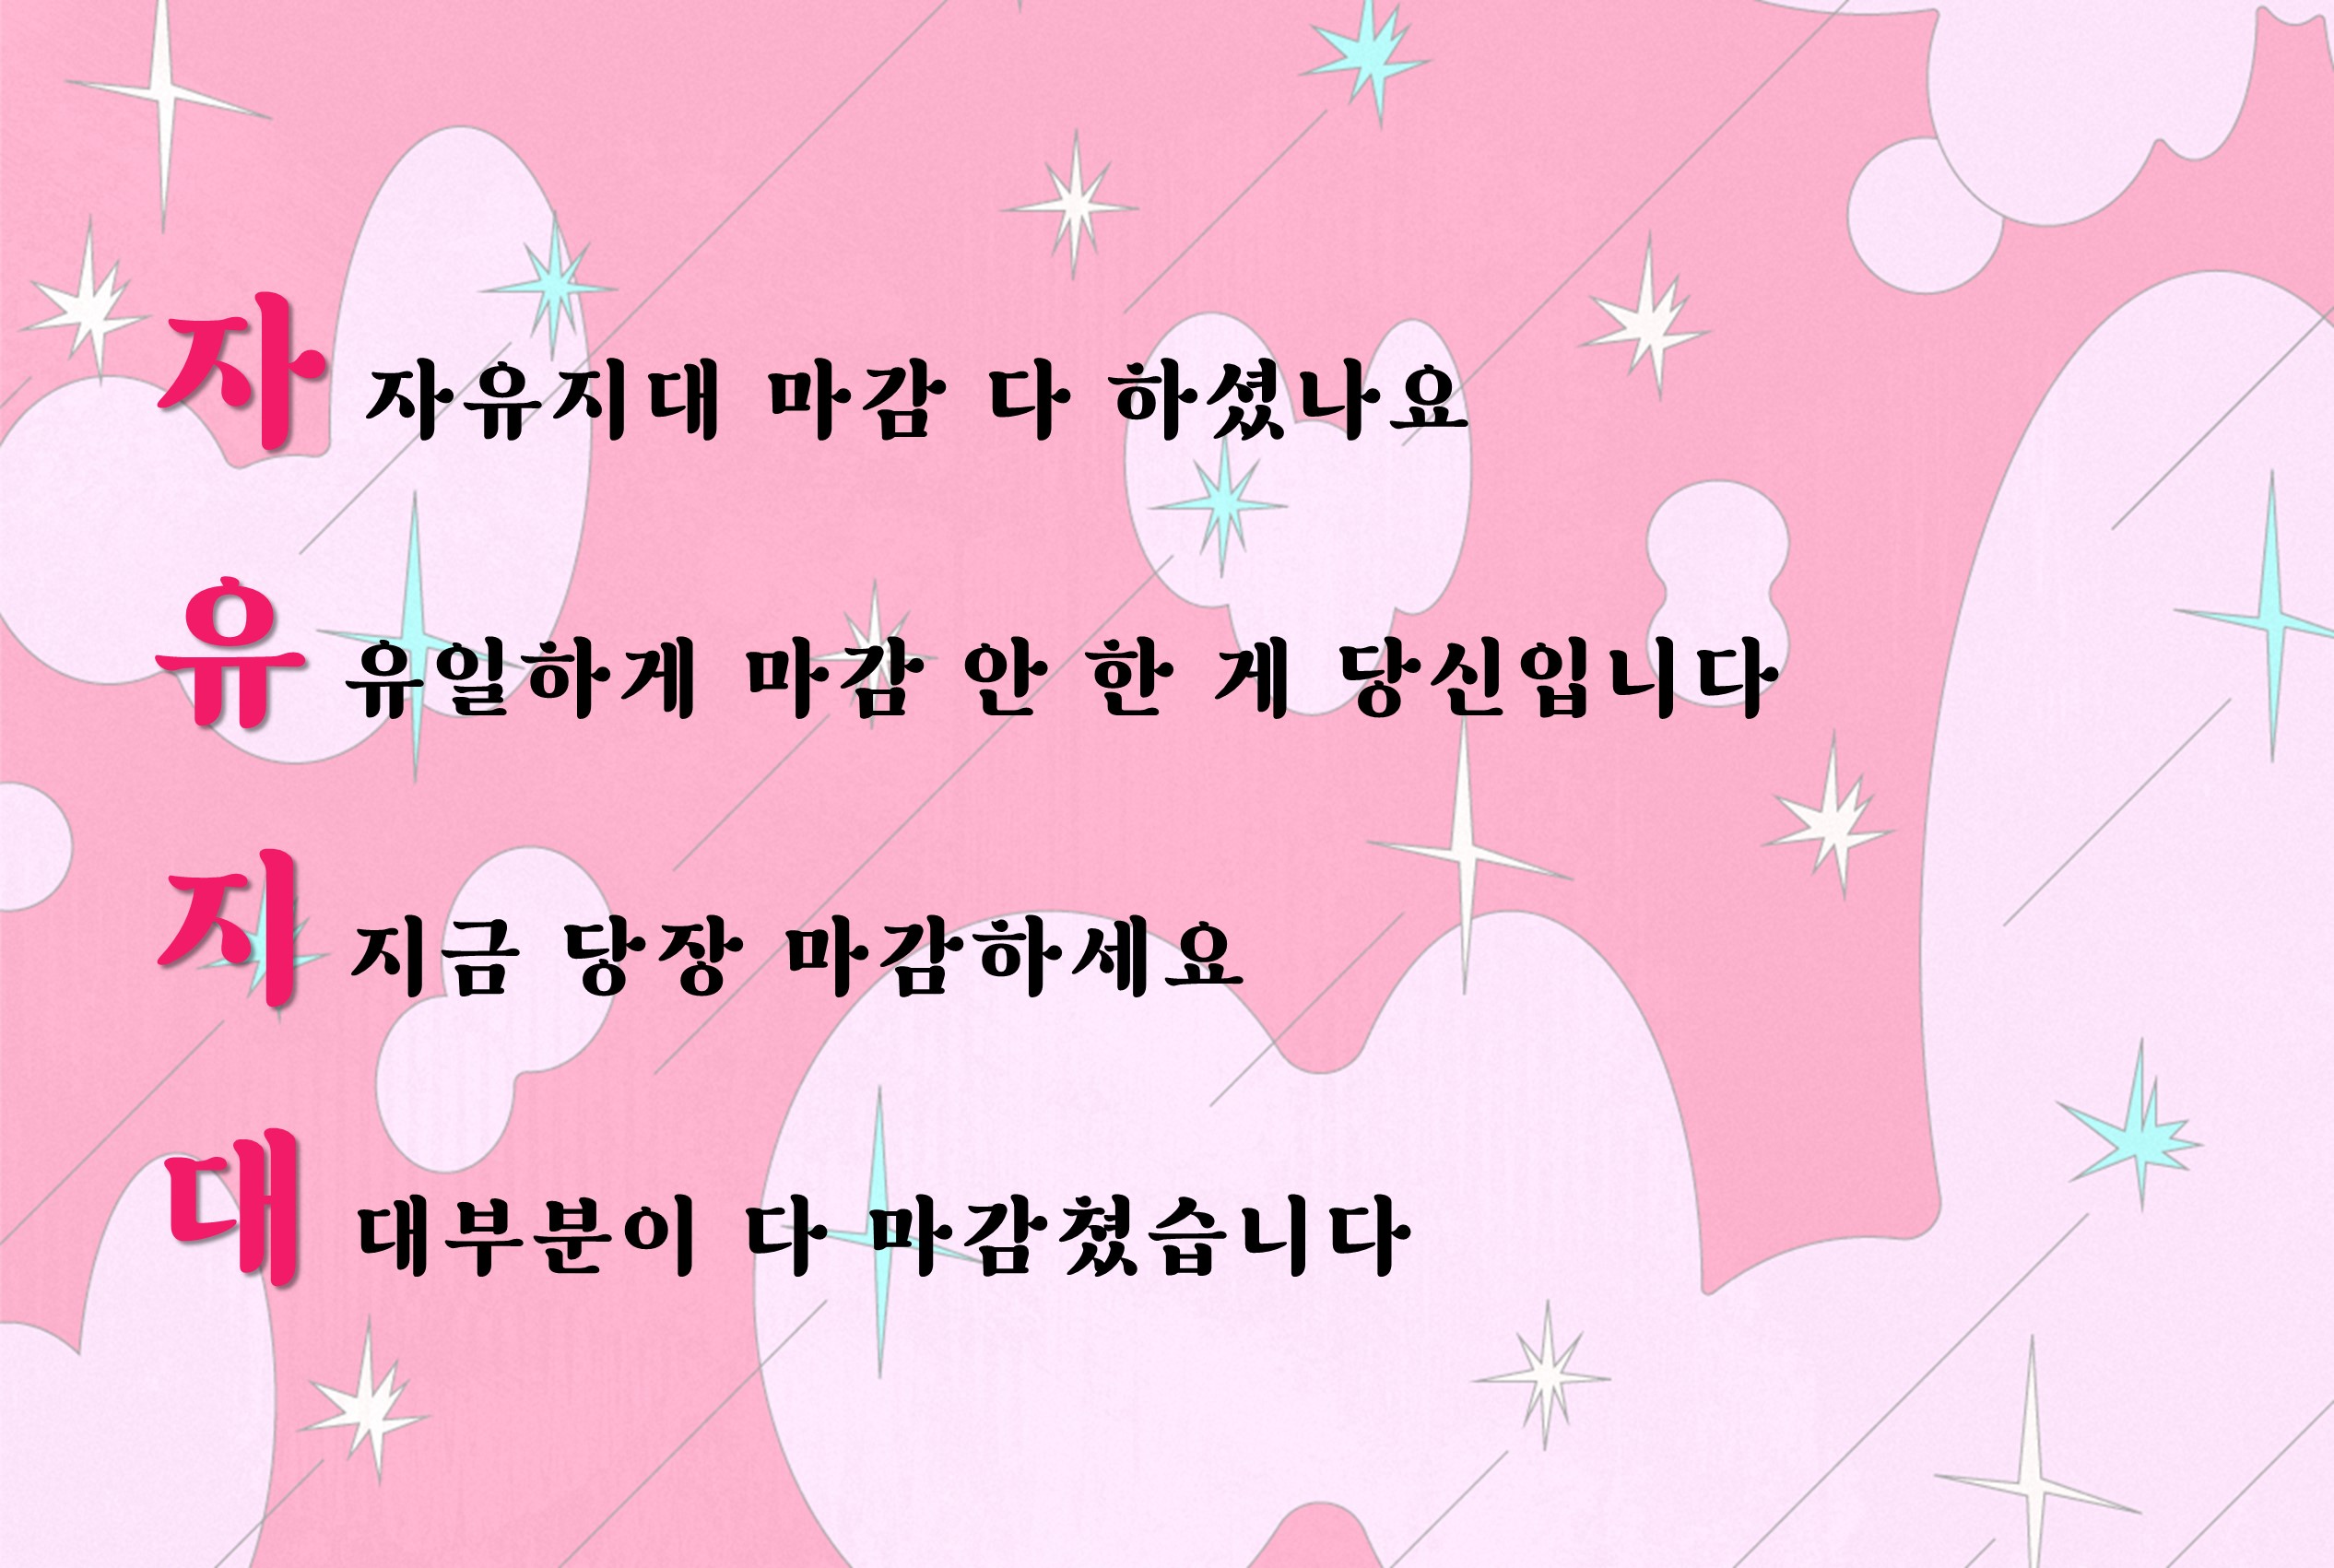 자 자유지대 마감 다 하셨나요
유 유일하게 마감 안 한 게 당신입니다
지 지금 당장 마감하세요
대 대부분이 다 마감쳤습니다